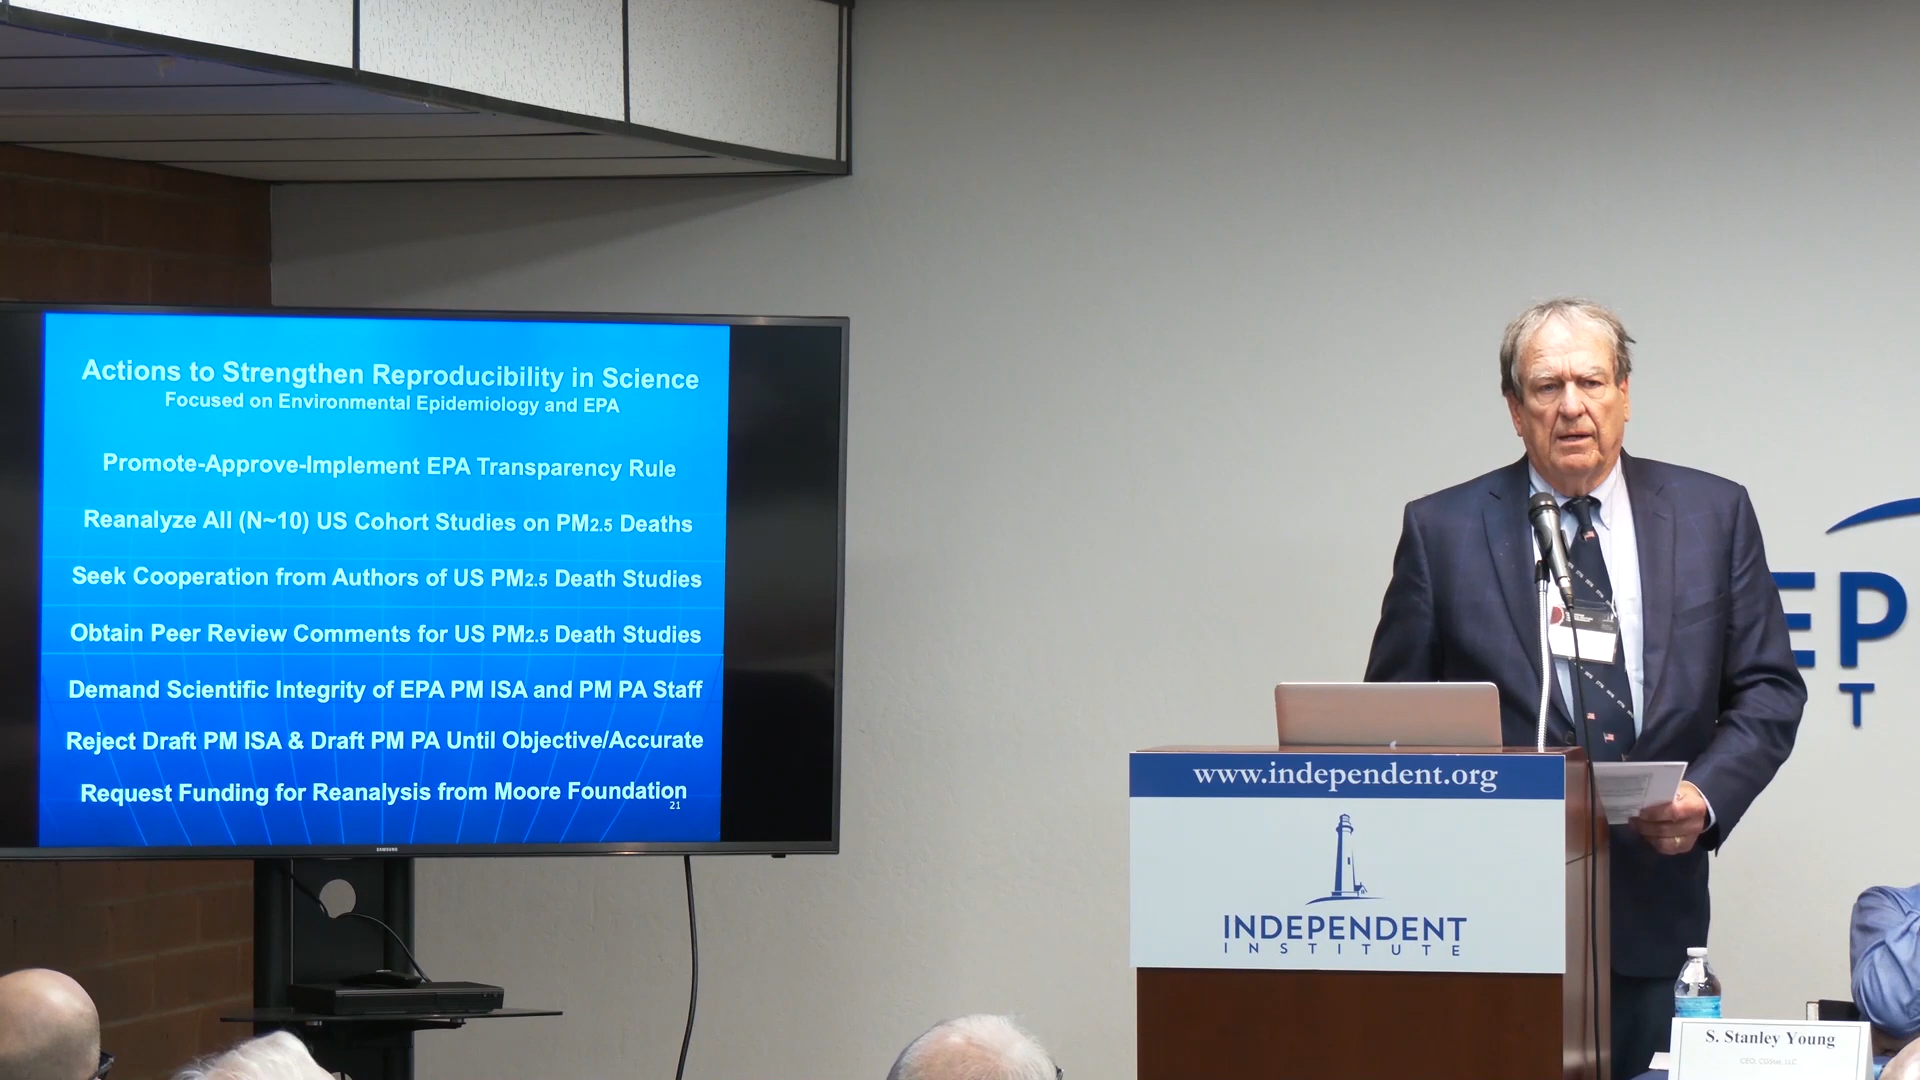 Actions to Strengthen Reproducibility in Science
Focused on Environmental Epidemiology and EPA
Promote-Approve-Implement EPA Transparency Rule
Reanalyze All (N~10) US Cohort Studies on PM2.5 Deaths
Seek Cooperation from Authors of US PM2.5 Death Studies
Obtain Peer Review Comments for US PM2.5 Death Studies
Demand Scientific Integrity of EPA PM ISA and PM PA Staff
Reject Draft PM ISA & Draft PM PA Until Objective/Accurate
Request Funding for Reanalysis from Moore Foundation
21
SAMSUNG
www.independent.org
INDEPENDENT
INSTITUTE
EP
T
S. Stanley Young